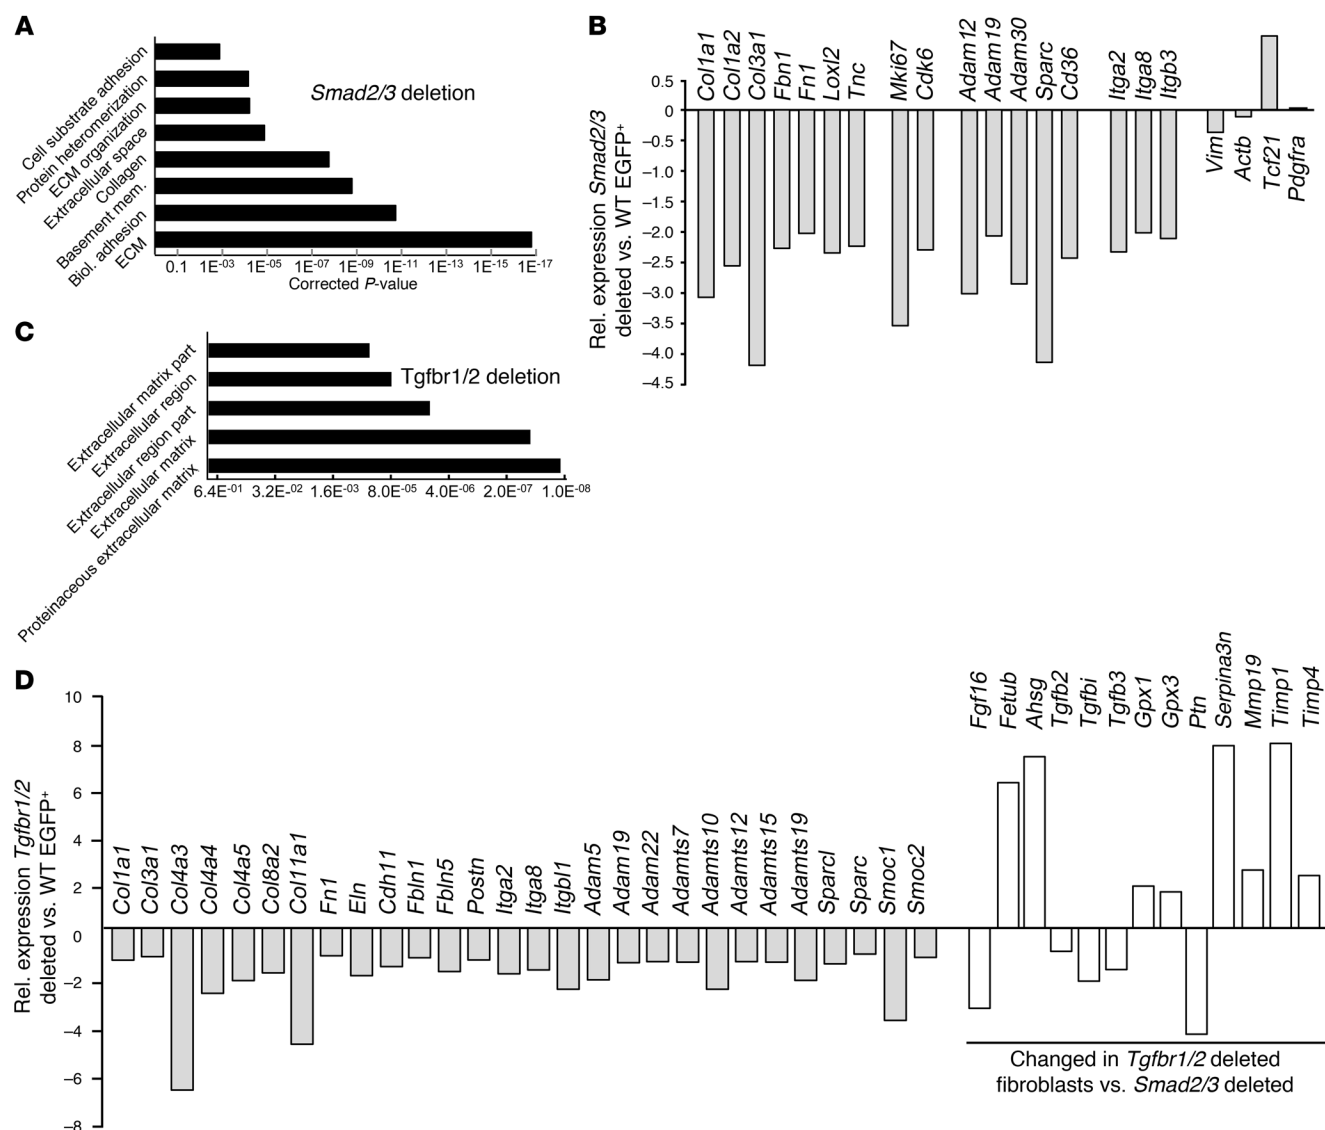 A
Smad2/3 deletion
Cell substrate adhesion
Protein heteromerization
ECM organization
Extracellular space
Collagen
Basement mem.
Biol. adhesion
ECM
0.1 1E-03 1E-05 1E-07 1E-09 1E-11 1E-13 1E-15 1E-17
Corrected P-value
B
Rel. expression Smad2/3
deleted vs. WT EGFP+
Col1a1 Col1a2 Col3a1 Fbn1 Fn1 Loxl2 Tnc Mki67 Cdk6 Adam12 Adam19 Adam30 Sparc Cd36 Itga2 Itga8 Itgb3
Vim Actb Tcf21 Pdgfra
0.5
0
–0.5
–1.0
–1.5
–2.0
–2.5
–3.0
–3.5
–4.0
–4.5
C
Tgfbr1/2 deletion
Extracellular matrix part
Extracellular region
Extracellular region part
Extracellular matrix
Proteinaceous extracellular matrix
6.4E-01 3.2E-02 1.6E-03 8.0E-05 4.0E-06 2.0E-07 1.0E-08
D
Rel. expression Tgfbr1/2
deleted vs. WT EGFP+
10
8
6
4
2
0
–2
–4
–6
–8
Col1a1 Col3a1 Col4a3 Col4a4 Col4a5 Col8a2 Col11a1 Fn1 Eln Cdh11 Fbln1 Fbln5 Postn Itga2 Itga8 Itgbl1 Adam5 Adam19 Adam22 Adamts7 Adamts10 Adamts12 Adamts15 Adamts19 Sparcl Sparc Smoc1 Smoc2
Fgf16 Fetub Ahsg Tgfb2 Tgfbi Tgfb3 Gpx1 Gpx3 Ptn Serpina3n Mmp19 Timp1 Timp4
Changed in Tgfbr1/2 deleted
fibroblasts vs. Smad2/3 deleted